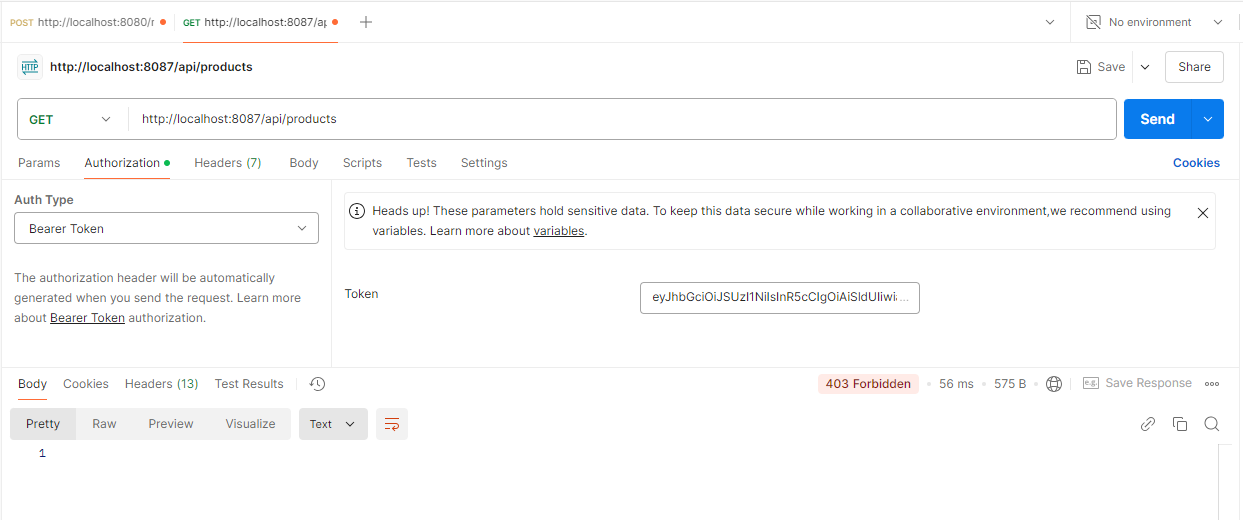 POST http://localhost:8080/r
GET http://localhost:8087/ap
No environment
HTTP http://localhost:8087/api/products
Save
Share
GET http://localhost:8087/api/products
Send
Params Authorization Headers (7) Body Scripts Tests Settings Cookies
Auth Type
Bearer Token
The authorization header will be automatically
generated when you send the request. Learn more
about Bearer Token authorization.
Heads up! These parameters hold sensitive data. To keep this data secure while working in a collaborative environment,we recommend using
variables. Learn more about variables.
Token
eyJhbGciOiJSUzI1NiIsInR5cCIgOiAiSldUIiwia ...
Body Cookies Headers (13) Test Results
403 Forbidden 56 ms 575 B
e.g. Save Response
Pretty Raw Preview Visualize Text
1